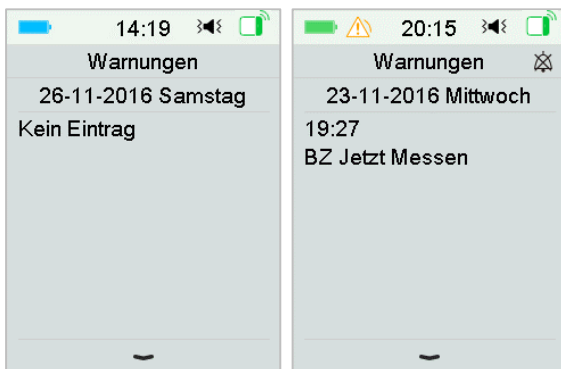 14:19
Warnungen
26-11-2016 Samstag
Kein Eintrag
20:15
Warnungen
23-11-2016 Mittwoch
19:27
BZ Jetzt Messen